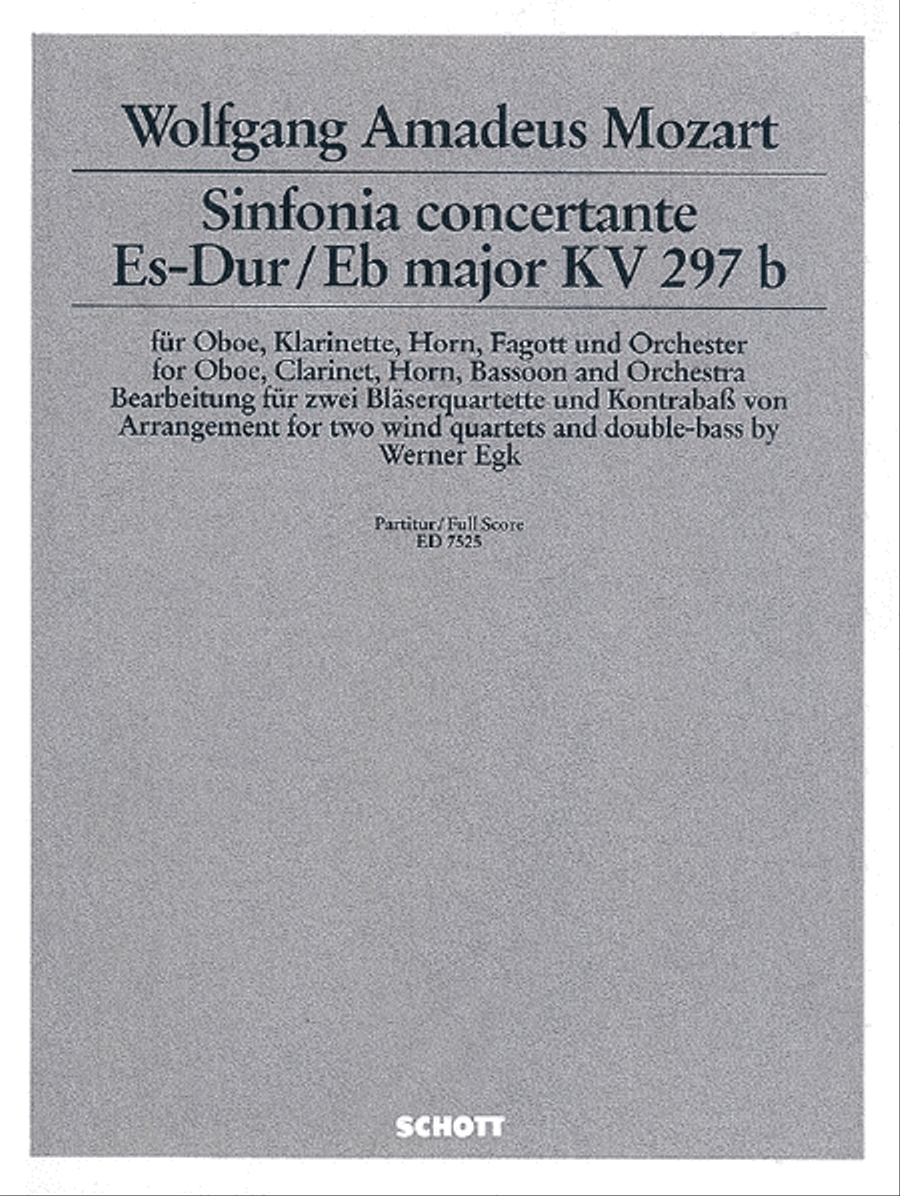 Wolfgang Amadeus Mozart
Sinfonia concertante
Es-Dur / Eb major KV 297 b
für Oboe, Klarinette, Horn, Fagott und Orchester
for Oboe, Clarinet, Horn, Bassoon and Orchestra
Bearbeitung für zwei Bläserquartette und Kontrabaß von
Arrangement for two wind quartets and double-bass by
Werner Egk
Partitur / Full Score
ED 7525
SCHOTT